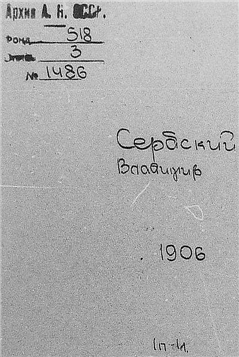 Архив А. Н. СССР.
Фонд 518
3
№ 1486
Сербский
Владимир
1906